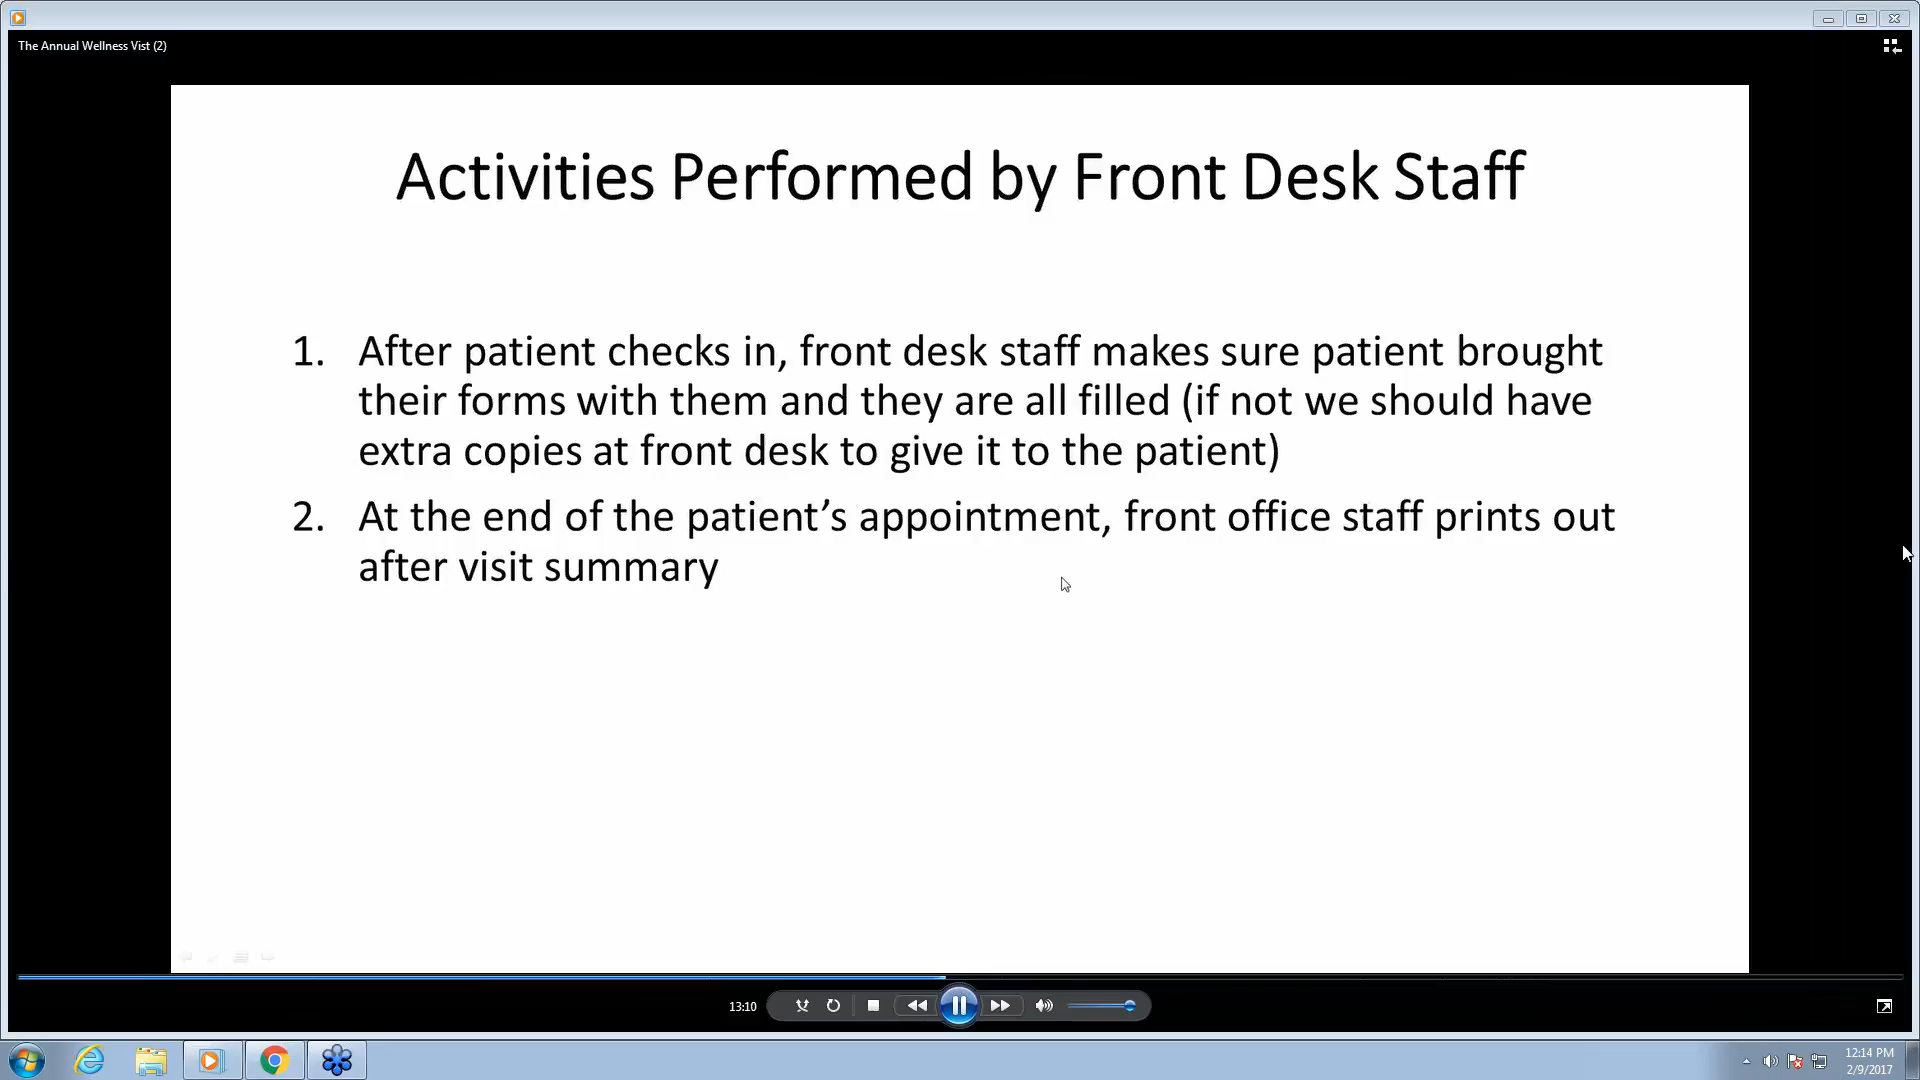 The Annual Wellness Vist (2)
Activities Performed by Front Desk Staff
1. After patient checks in, front desk staff makes sure patient brought
their forms with them and they are all filled (if not we should have
extra copies at front desk to give it to the patient)
2. At the end of the patient’s appointment, front office staff prints out
after visit summary
13:10
12:14 PM
2/9/2017